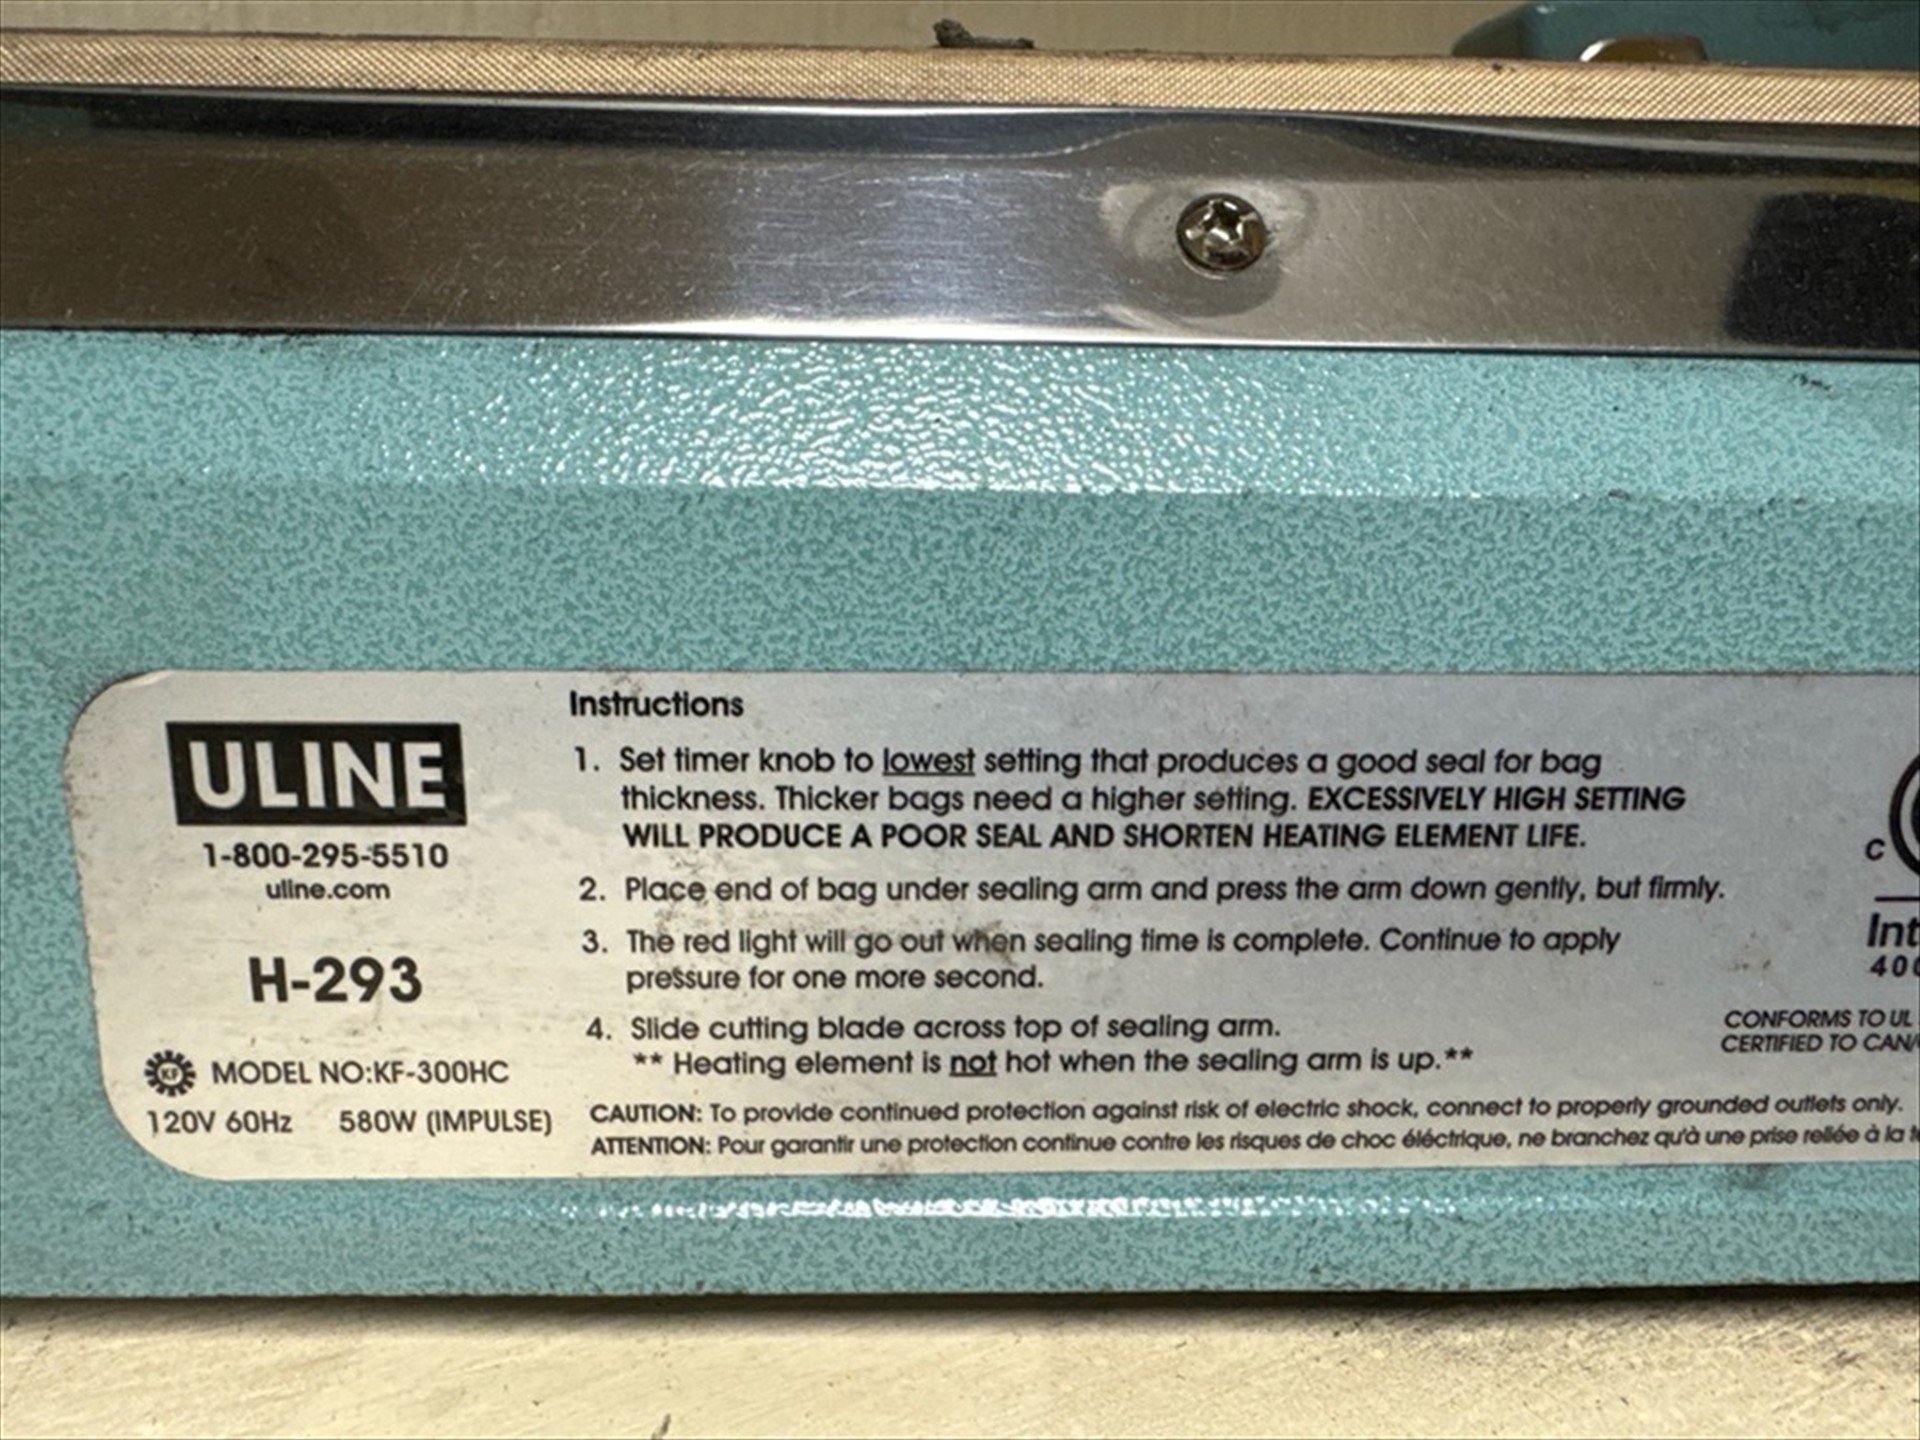 ULINE
1-800-295-5510
uline.com
H-293
KF MODEL NO:KF-300HC
120V 60Hz 580W (IMPULSE)
Instructions
1. Set timer knob to lowest setting that produces a good seal for bag
thickness. Thicker bags need a higher setting. EXCESSIVELY HIGH SETTING
WILL PRODUCE A POOR SEAL AND SHORTEN HEATING ELEMENT LIFE.
2. Place end of bag under sealing arm and press the arm down gently, but firmly.
3. The red light will go out when sealing time is complete. Continue to apply
pressure for one more second.
4. Slide cutting blade across top of sealing arm.
** Heating element is not hot when the sealing arm is up.**
CAUTION: To provide continued protection against risk of electric shock, connect to properly grounded outlets only.
ATTENTION: Pour garantir une protection continue contre les risques de choc éléctrique, ne branchez qu'à une prise reliée à la
C
Int
400
CONFORMS TO UL
CERTIFIED TO CAN/